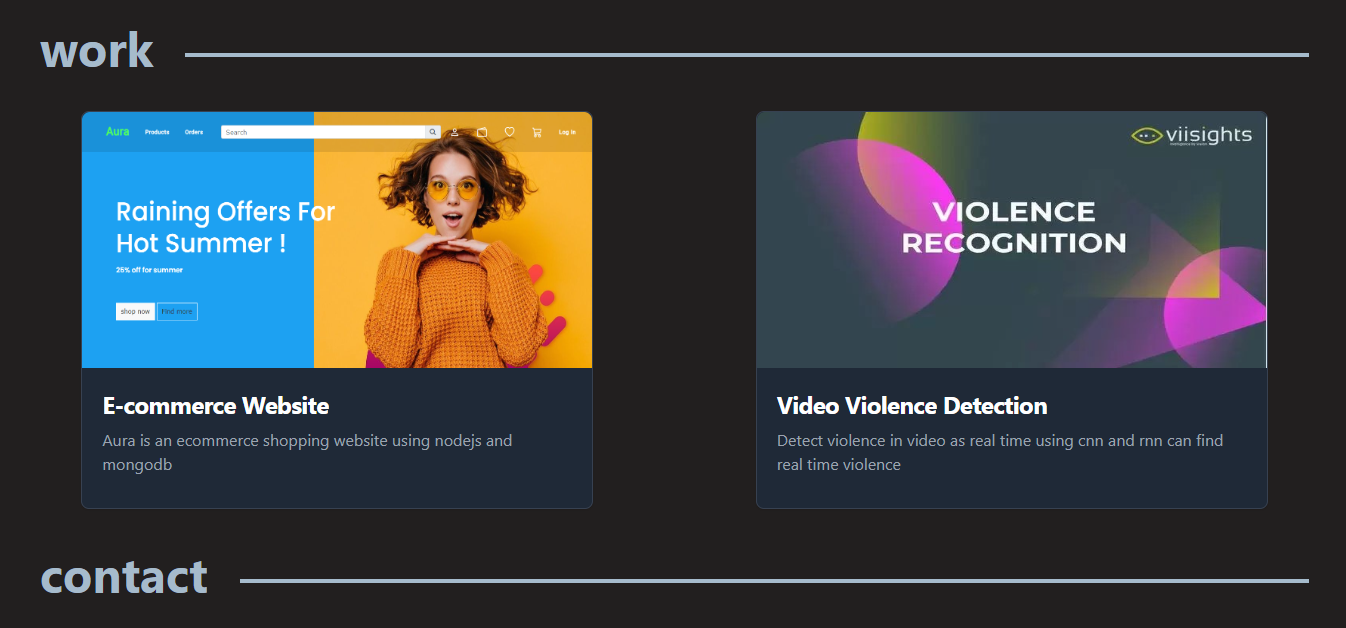 work
Aura Products Orders Search Log in
Raining Offers For
Hot Summer !
25% off for summer
shop now Find more
E-commerce Website
Aura is an ecommerce shopping website using nodejs and
mongodb
viisights
VIOLENCE
RECOGNITION
Video Violence Detection
Detect violence in video as real time using cnn and rnn can find
real time violence
contact